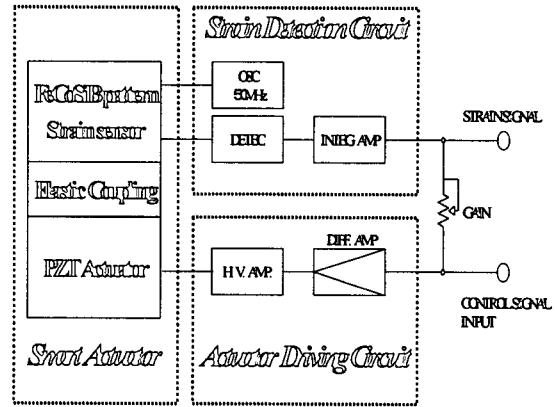 Strain Detection Circuit
FeCoSiB pattern
Strain sensor
OSC
50MHz
DETEC
INTEG AMP
STRAIN SIGNAL
Elastic Coupling
GAIN
PZT Actuator
H.V. AMP.
DIFF. AMP
CONTROL SIGNAL
INPUT
Smart Actuator
Actuator Driving Circuit